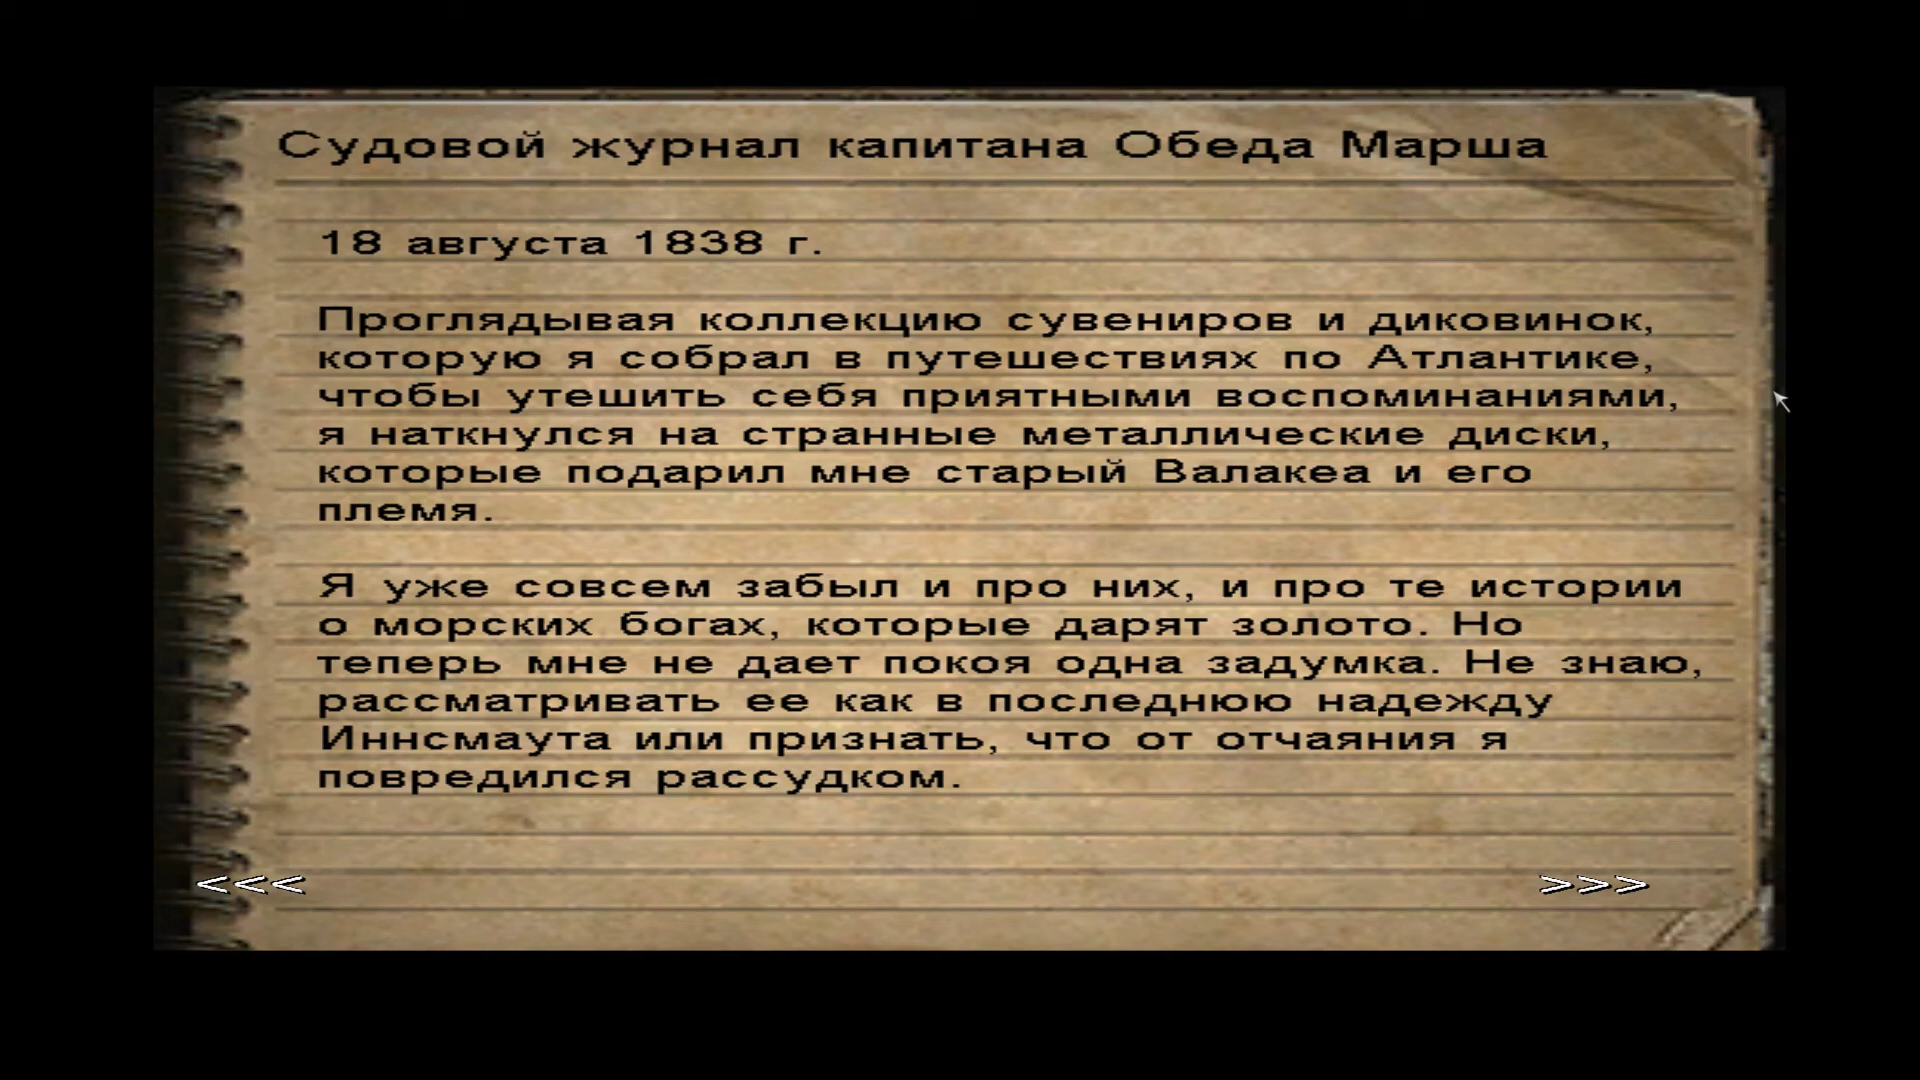 Судовой журнал капитана Обеда Марша
18 августа 1838 г.
Проглядывая коллекцию сувениров и диковинок,
которую я собрал в путешествиях по Атлантике,
чтобы утешить себя приятными воспоминаниями,
я наткнулся на странные металлические диски,
которые подарил мне старый Валакеа и его
племя.
Я уже совсем забыл и про них, и про те истории
о морских богах, которые дарят золото. Но
теперь мне не дает покоя одна задумка. Не знаю,
рассматривать ее как в последнюю надежду
Иннсмаута или признать, что от отчаяния я
повредился рассудком.
<<< >>>